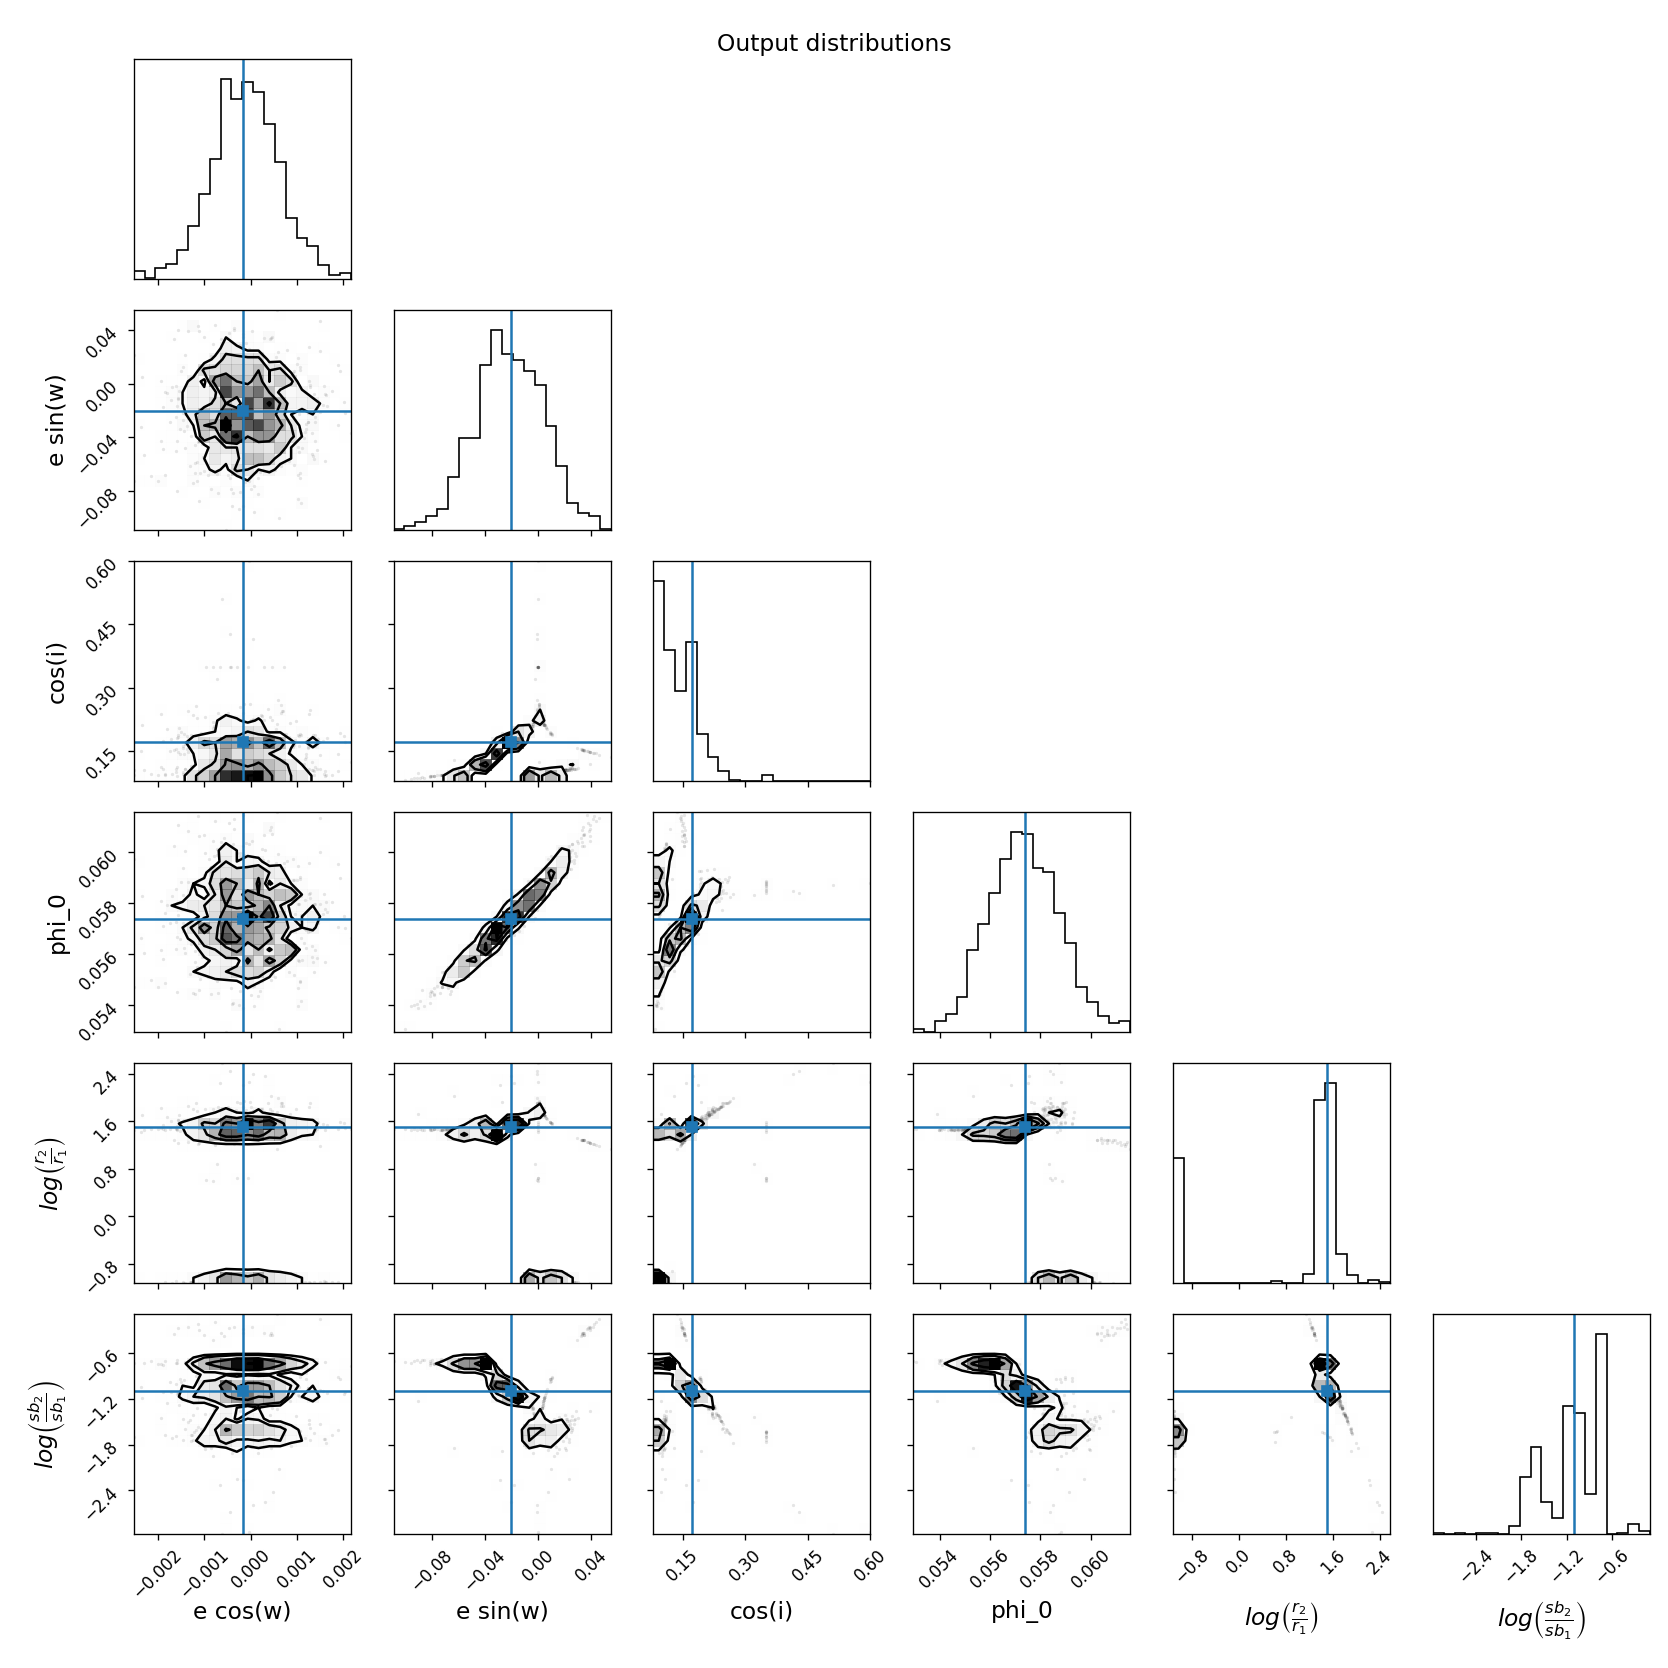 Output distributions
0.04
0.00
−0.04
−0.08
e sin(w)
0.60
0.45
0.30
0.15
cos(i)
0.060
0.058
0.056
0.054
phi_0
2.4
1.6
0.8
0.0
−0.8
log(r2/r1)
−0.6
−1.2
−1.8
−2.4
log(sb2/sb1)
−0.002 −0.001 0.000 0.001 0.002 −0.08 −0.04 0.00 0.04 0.15 0.30 0.45 0.60 0.054 0.056 0.058 0.060 −0.8 0.0 0.8 1.6 2.4 −2.4 −1.8 −1.2 −0.6
e cos(w) e sin(w) cos(i) phi_0 log(r2/r1) log(sb2/sb1)